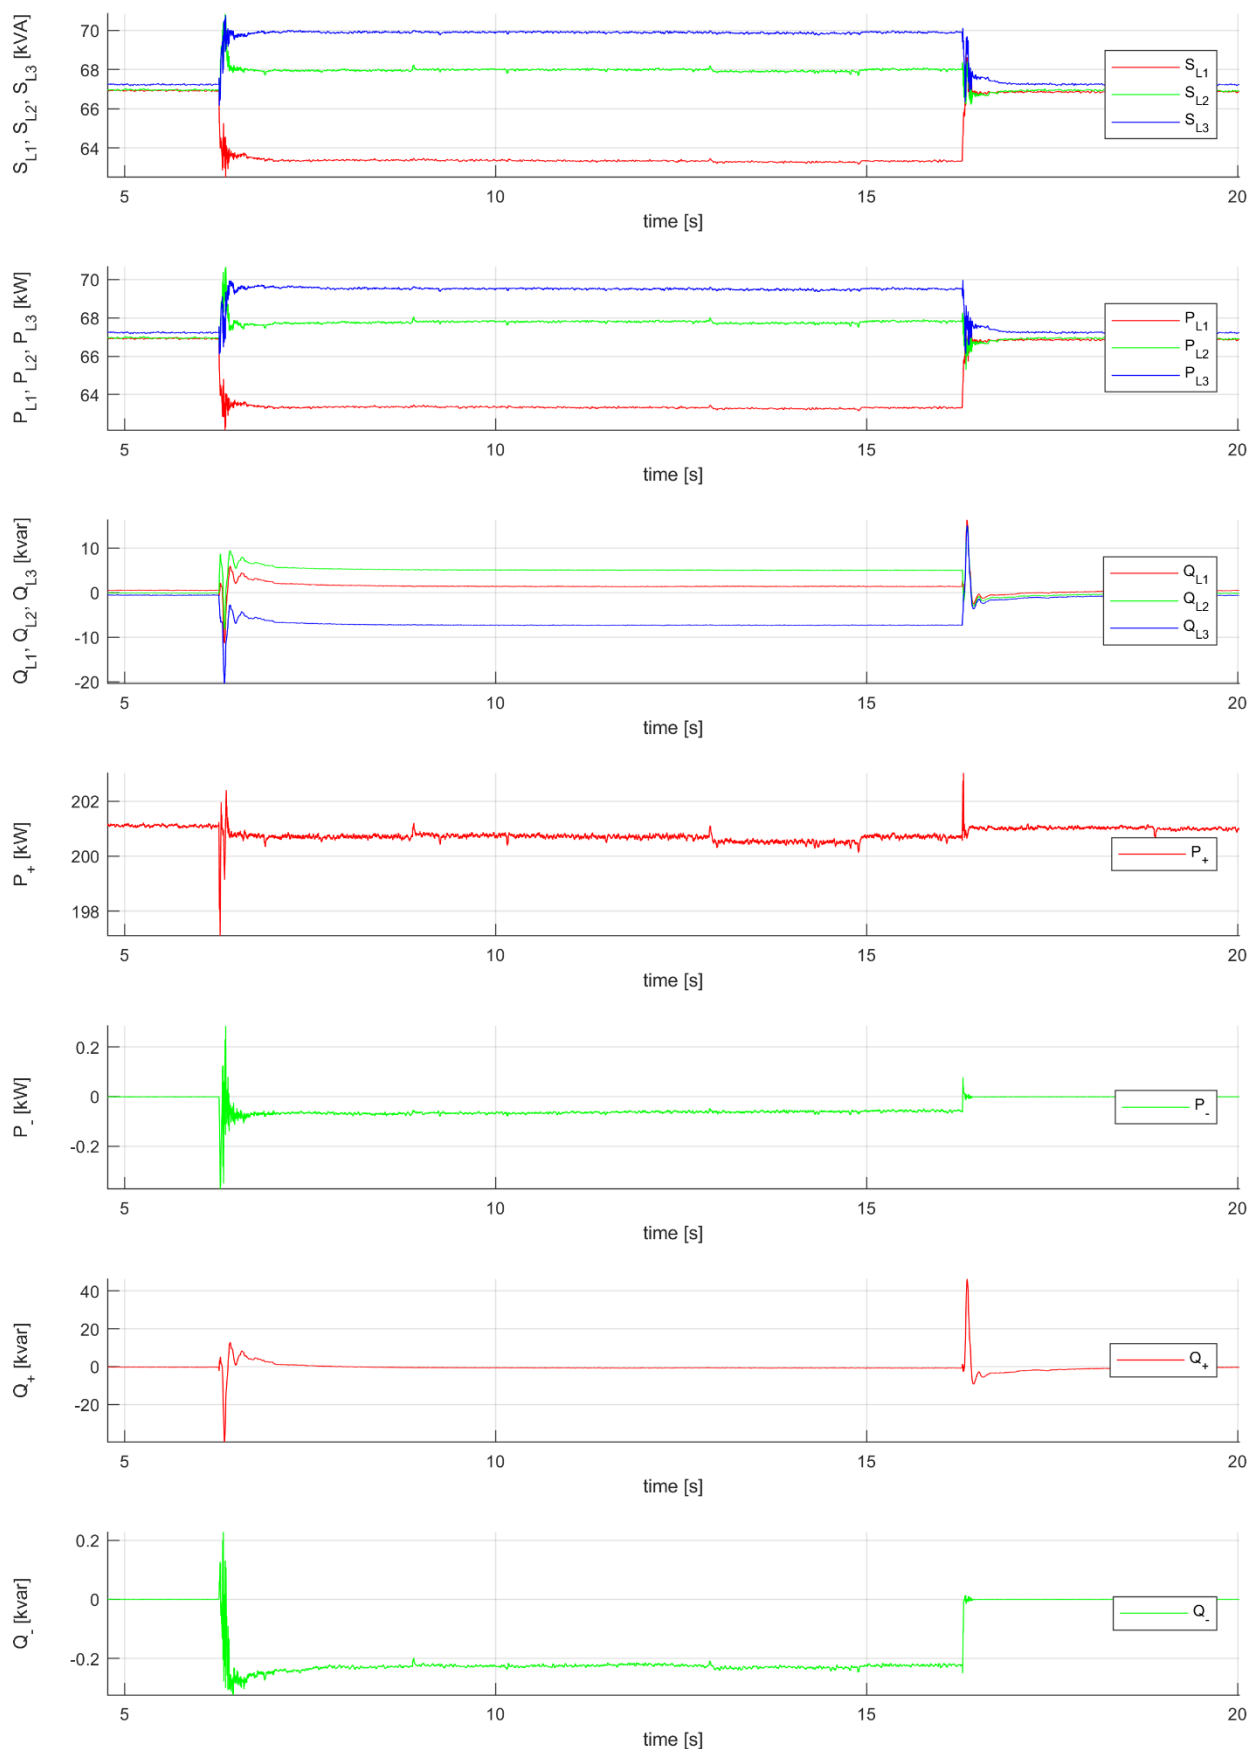 S_L1, S_L2, S_L3 [kVA]
70
68
66
64
S_L1
S_L2
S_L3
5 10 15 20
time [s]
P_L1, P_L2, P_L3 [kW]
70
68
66
64
P_L1
P_L2
P_L3
5 10 15 20
time [s]
Q_L1, Q_L2, Q_L3 [kvar]
10
0
-10
-20
Q_L1
Q_L2
Q_L3
5 10 15 20
time [s]
P_+ [kW]
202
200
198
P_+
5 10 15 20
time [s]
P_- [kW]
0.2
0
-0.2
P_-
5 10 15 20
time [s]
Q_+ [kvar]
40
20
0
-20
Q_+
5 10 15 20
time [s]
Q_- [kvar]
0.2
0
-0.2
Q_-
5 10 15 20
time [s]